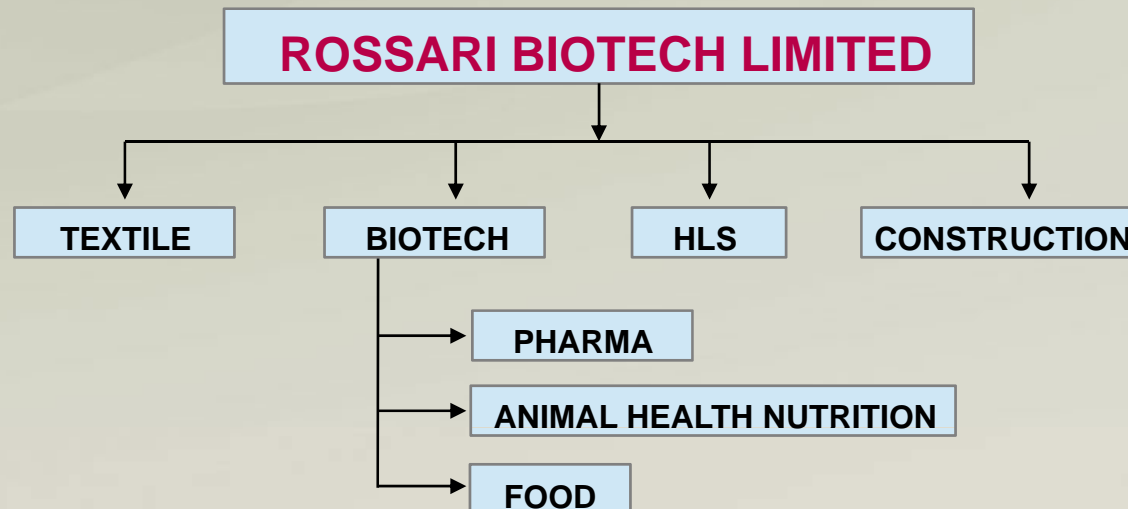 ROSSARI BIOTECH LIMITED
TEXTILE
BIOTECH
HLS
CONSTRUCTION
PHARMA
ANIMAL HEALTH NUTRITION
FOOD